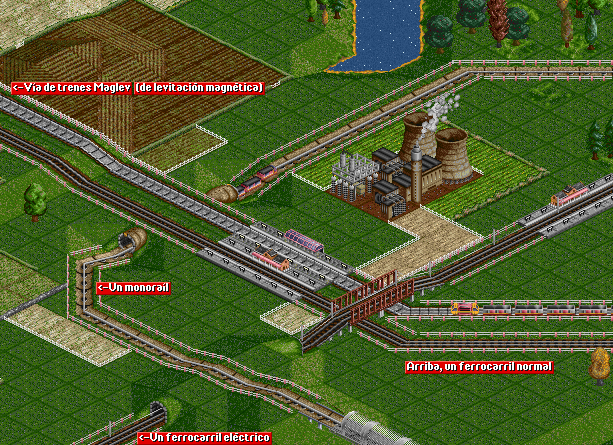 <-Vía de trenes Maglev (de levitación magnética)
<-Un monorail
Arriba, un ferrocarril normal
<-Un ferrocarril eléctrico